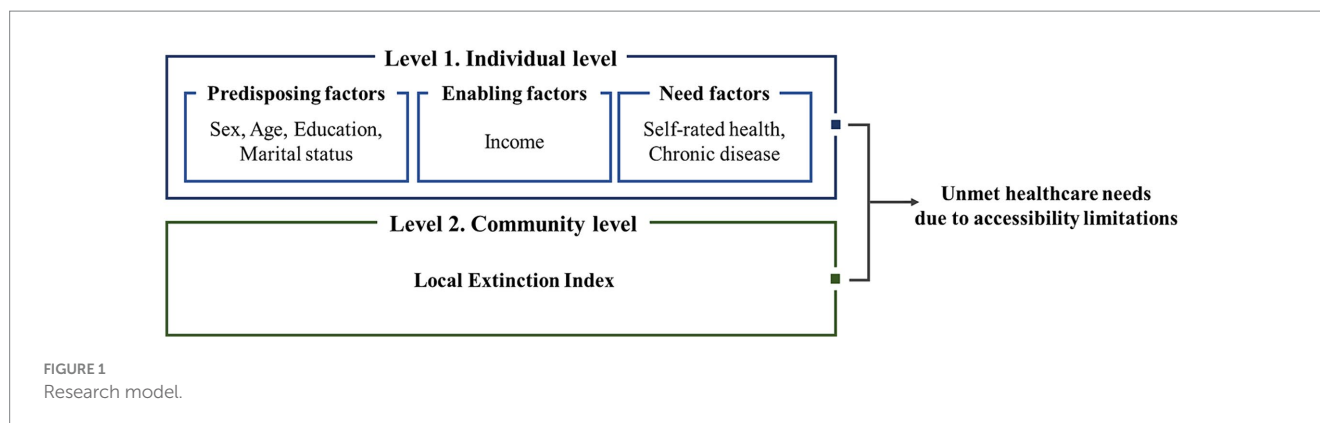 Level 1. Individual level
Predisposing factors
Sex, Age, Education,
Marital status
Enabling factors
Income
Need factors
Self-rated health,
Chronic disease
Level 2. Community level
Local Extinction Index
Unmet healthcare needs
due to accessibility limitations
FIGURE 1
Research model.